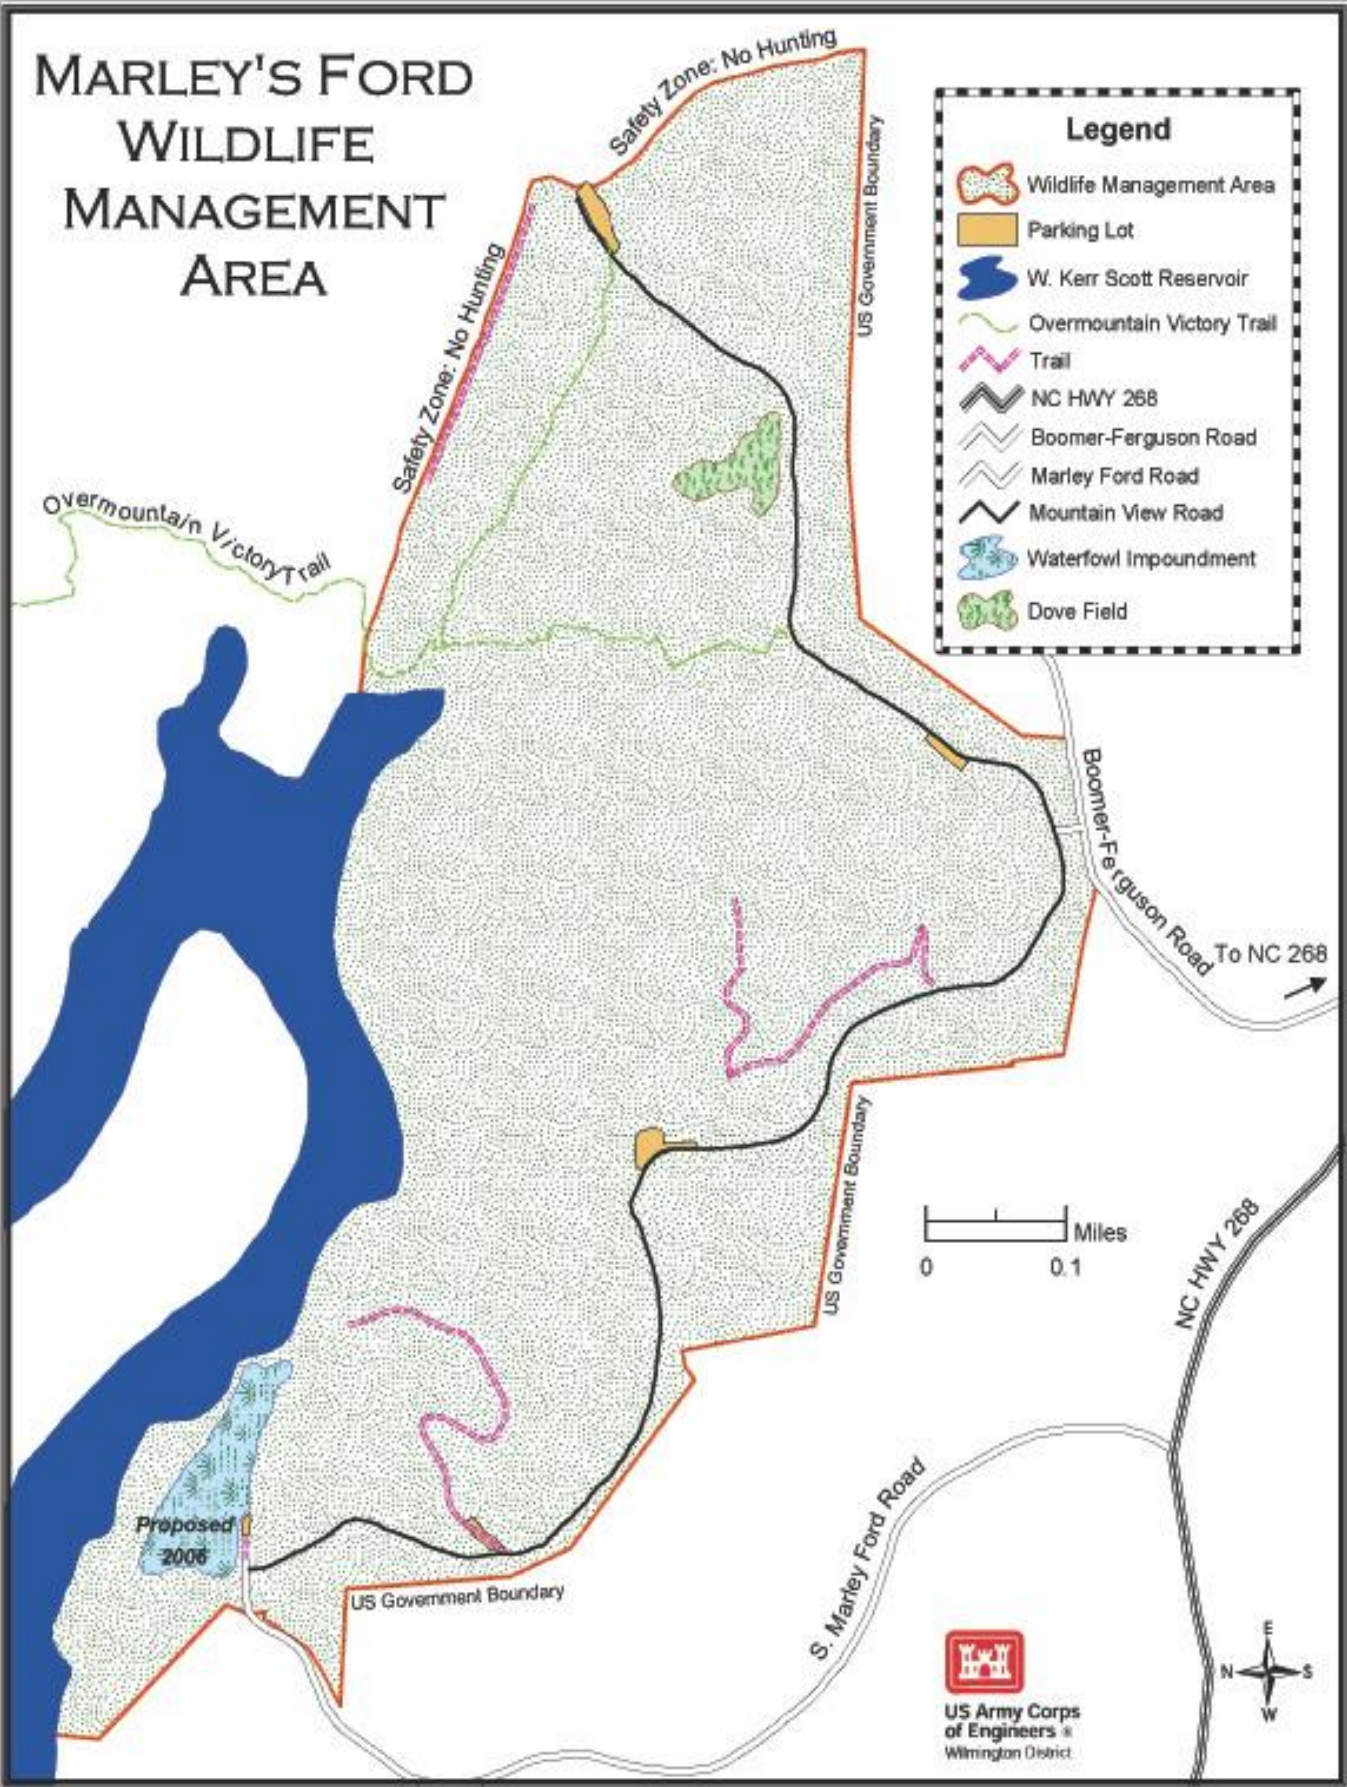 MARLEY'S FORD
WILDLIFE
MANAGEMENT
AREA
Safety Zone: No Hunting
US Government Boundary
Safety Zone: No Hunting
Overmountain Victory Trail
Legend
Wildlife Management Area
Parking Lot
W. Kerr Scott Reservoir
Overmountain Victory Trail
Trail
NC HWY 268
Boomer-Ferguson Road
Marley Ford Road
Mountain View Road
Waterfowl Impoundment
Dove Field
Boomer-Ferguson Road
To NC 268
US Government Boundary
Miles
0 0.1
NC HWY 268
S. Marley Ford Road
Proposed
2006
US Government Boundary
US Army Corps
of Engineers ®
Wilmington District
E
N S
W